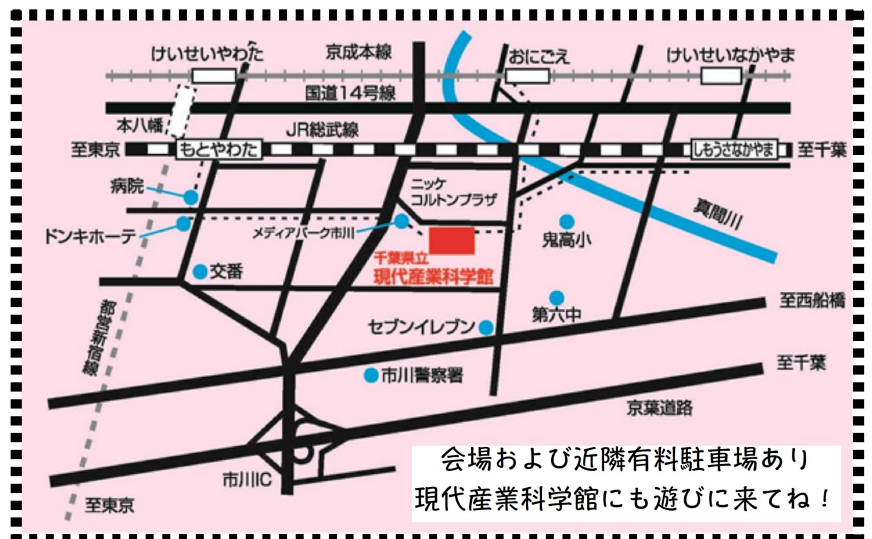 けいせいやわた
京成本線
おにごえ
けいせいなかやま
国道14号線
本八幡
JR総武線
至東京
もとやわた
しもうさなかやま
至千葉
病院
ニッケ
コルトンプラザ
真間川
ドンキホーテ
メディアパーク市川
鬼高小
千葉県立
現代産業科学館
交番
都営新宿線
セブンイレブン
第六中
至西船橋
市川警察署
至千葉
京葉道路
市川IC
至東京
会場および近隣有料駐車場あり
現代産業科学館にも遊びに来てね！